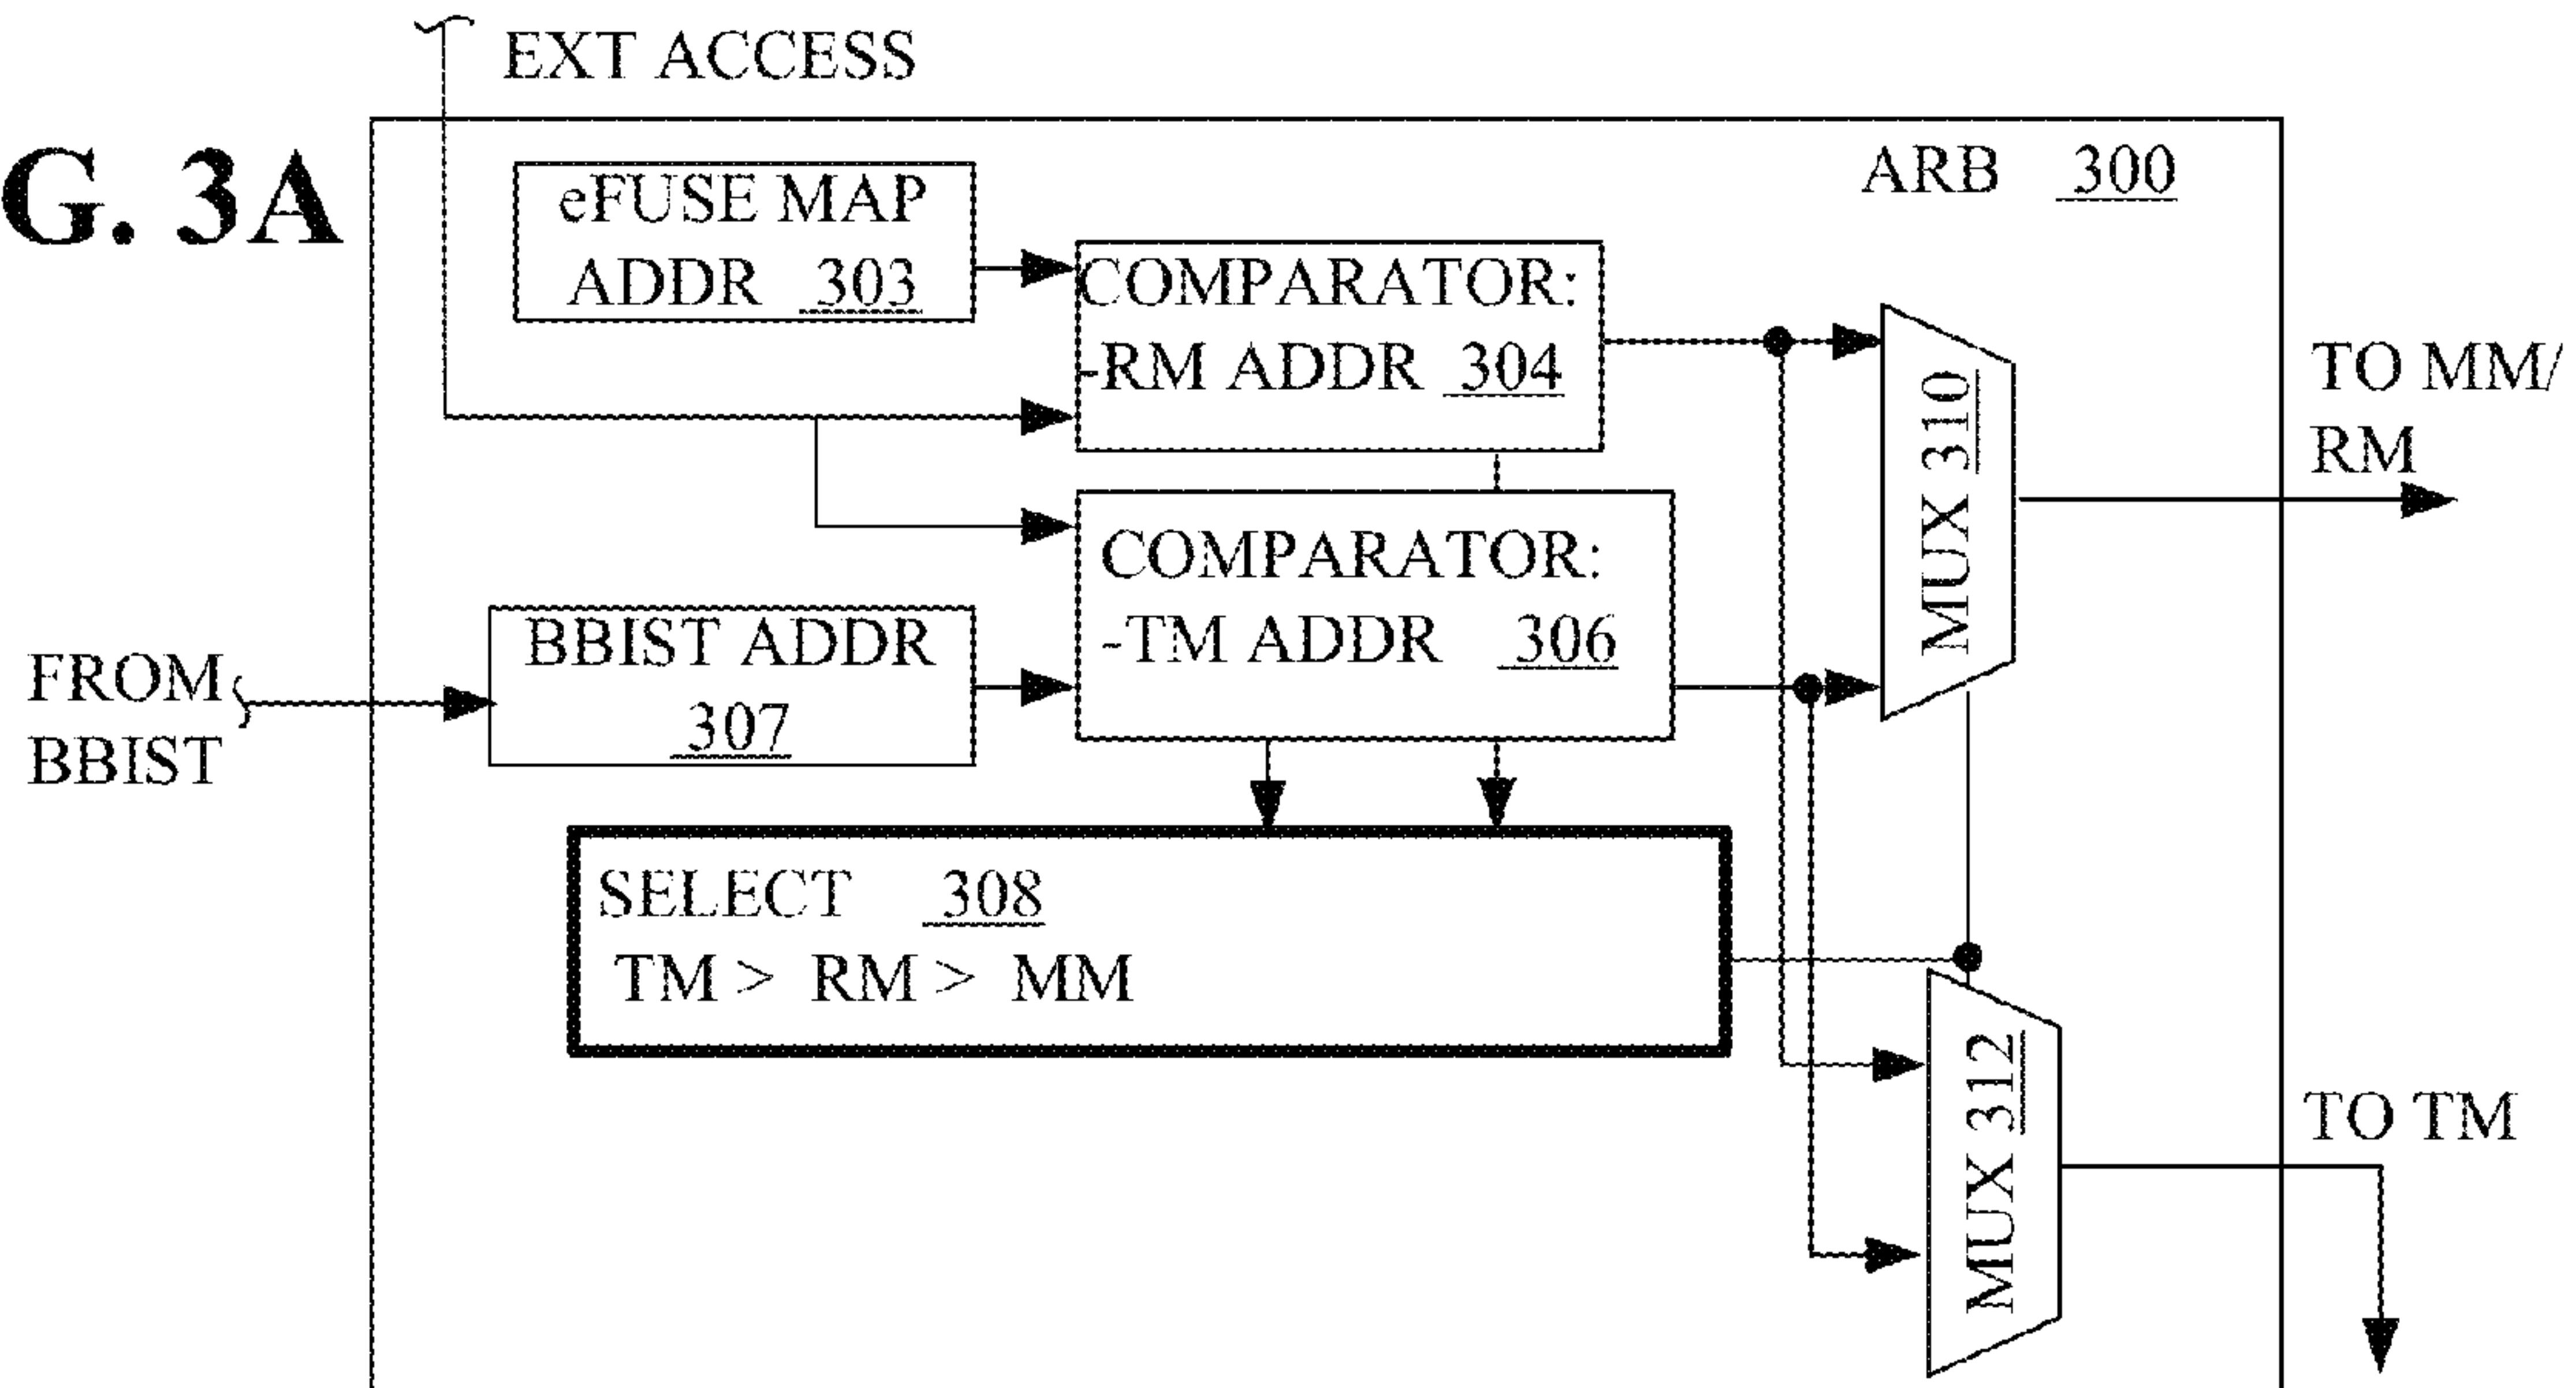 EXT ACCESS
G. 3A
ARB 300
eFUSE MAP
ADDR 303
COMPARATOR:
-RM ADDR 304
MUX 310
TO MM/
RM
COMPARATOR:
-TM ADDR 306
FROM
BBIST
BBIST ADDR
307
SELECT 308
TM > RM > MM
MUX 312
TO TM